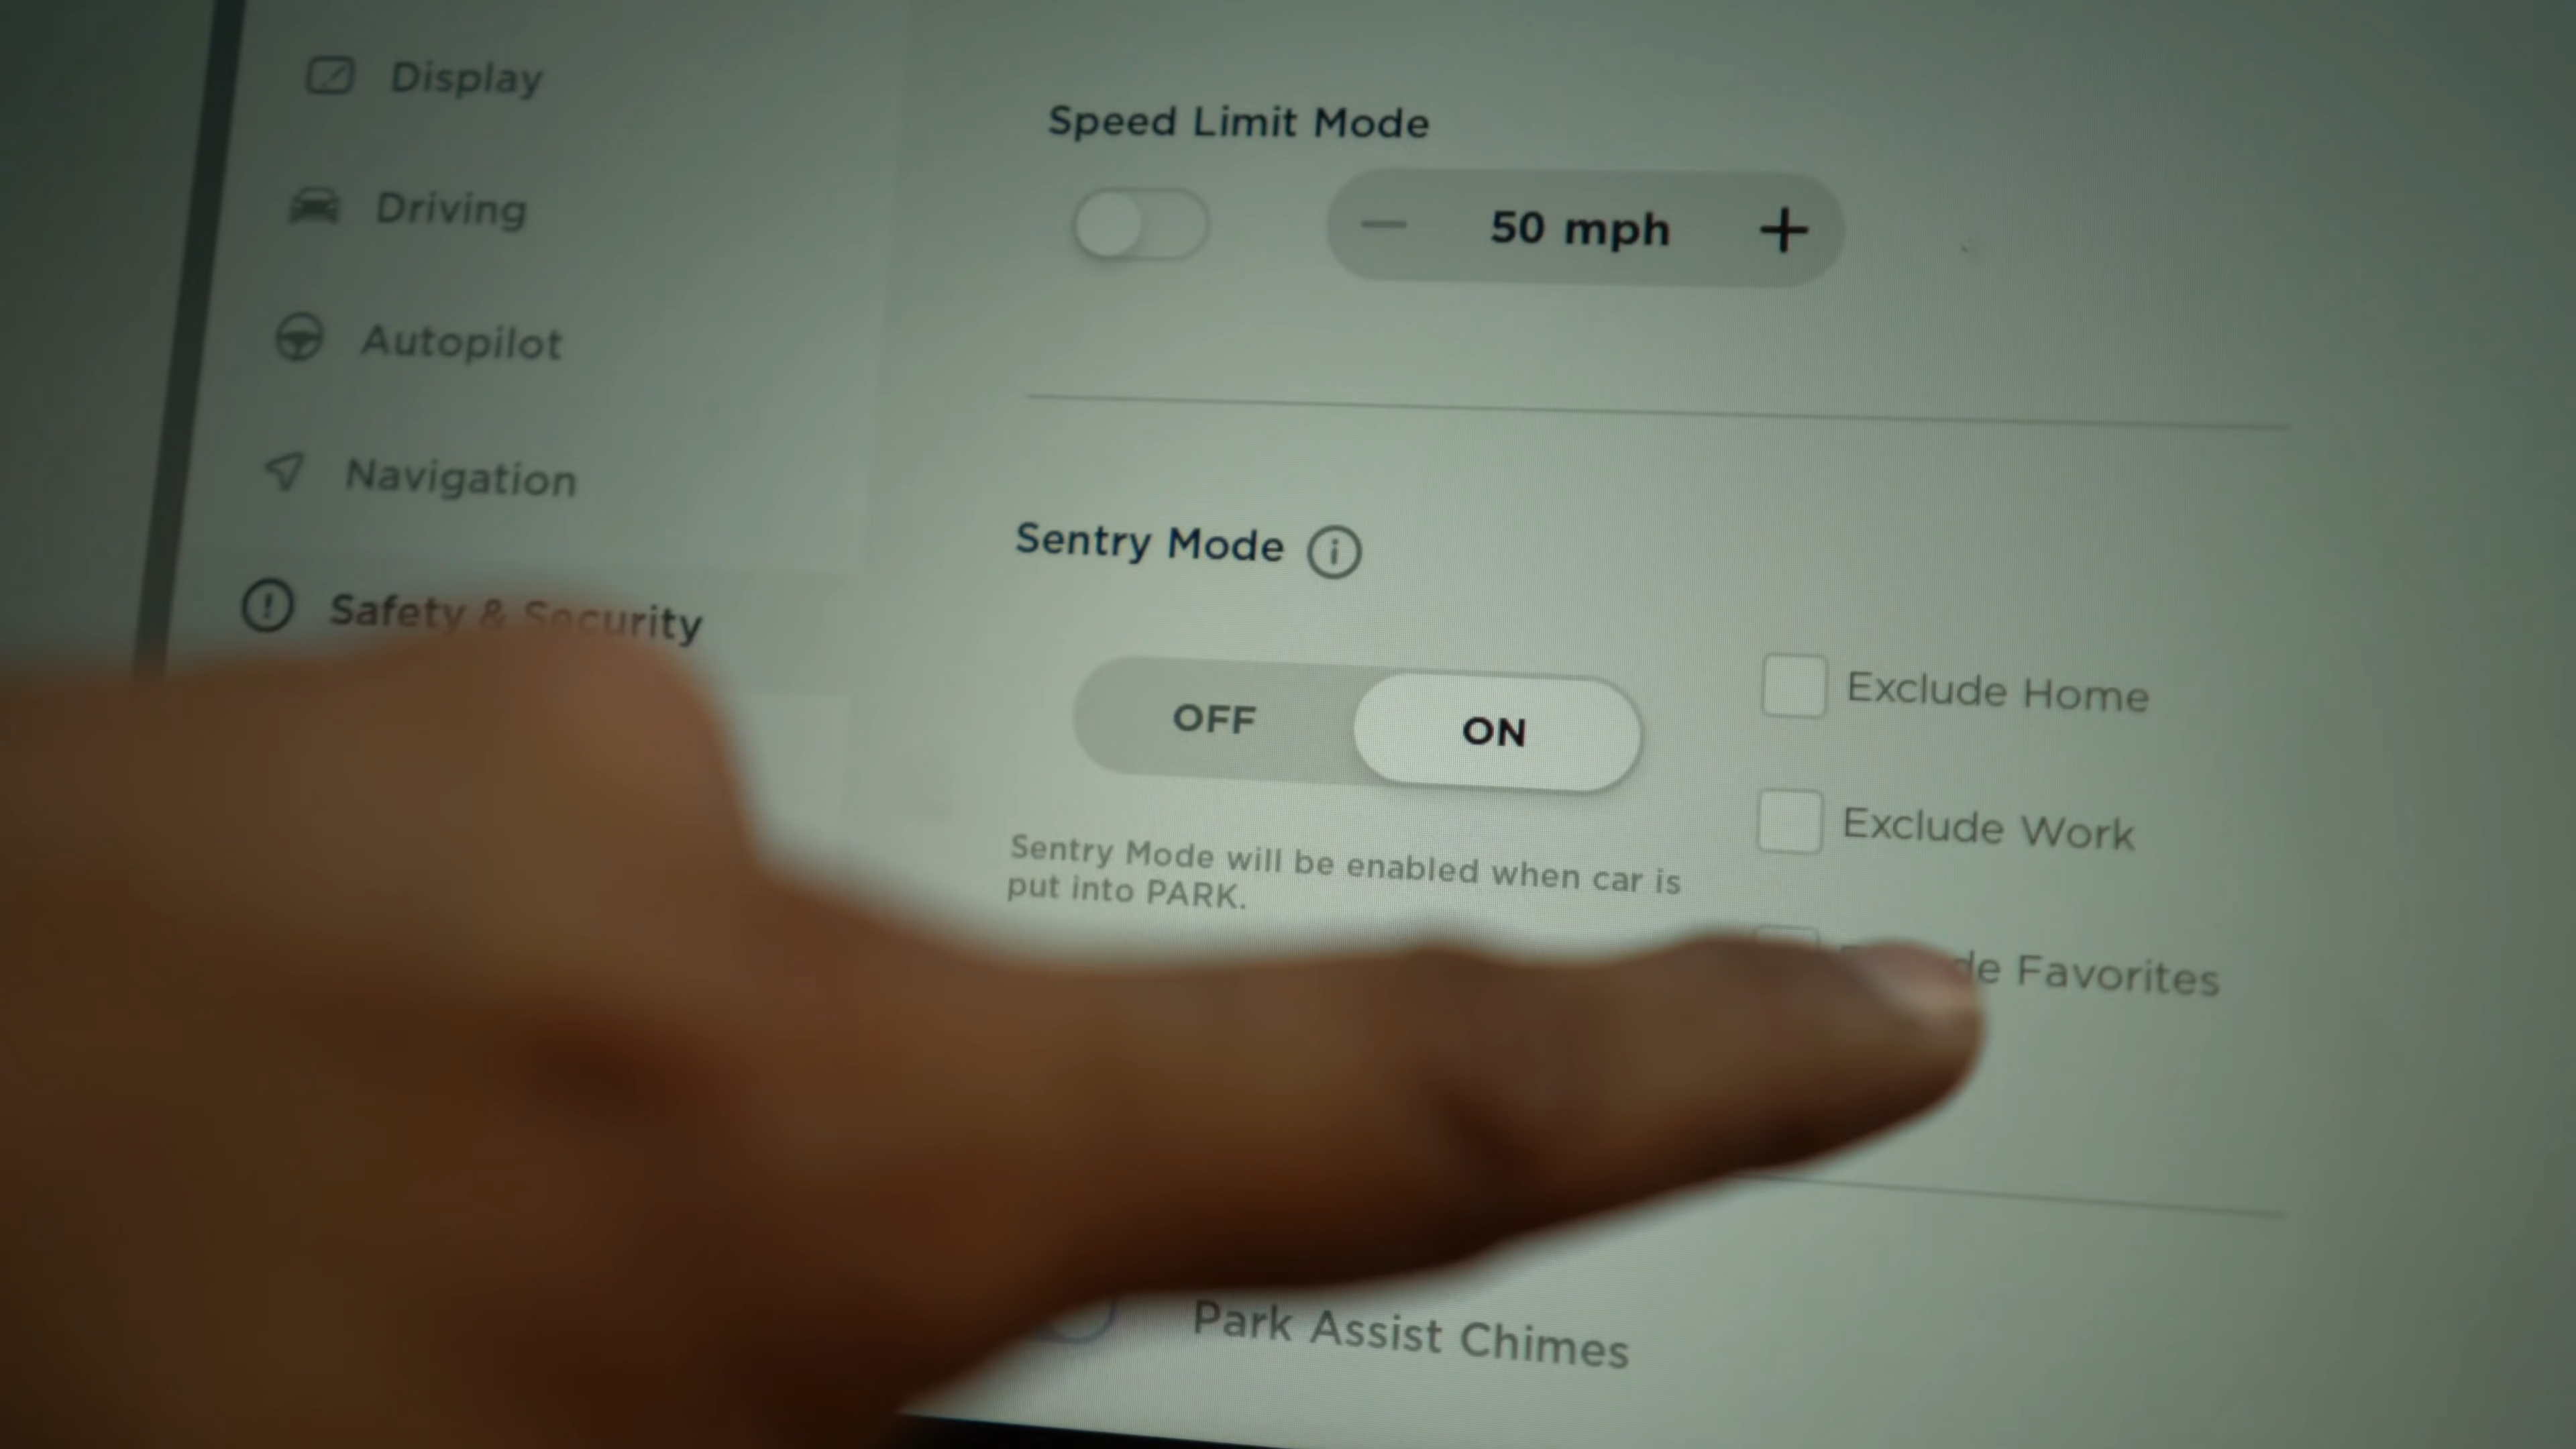 Display
Driving
Autopilot
Navigation
Safety & Security
Speed Limit Mode
50 mph
Sentry Mode
OFF
ON
Exclude Home
Exclude Work
Favorites
Sentry Mode will be enabled when car is
put into PARK.
Park Assist Chimes